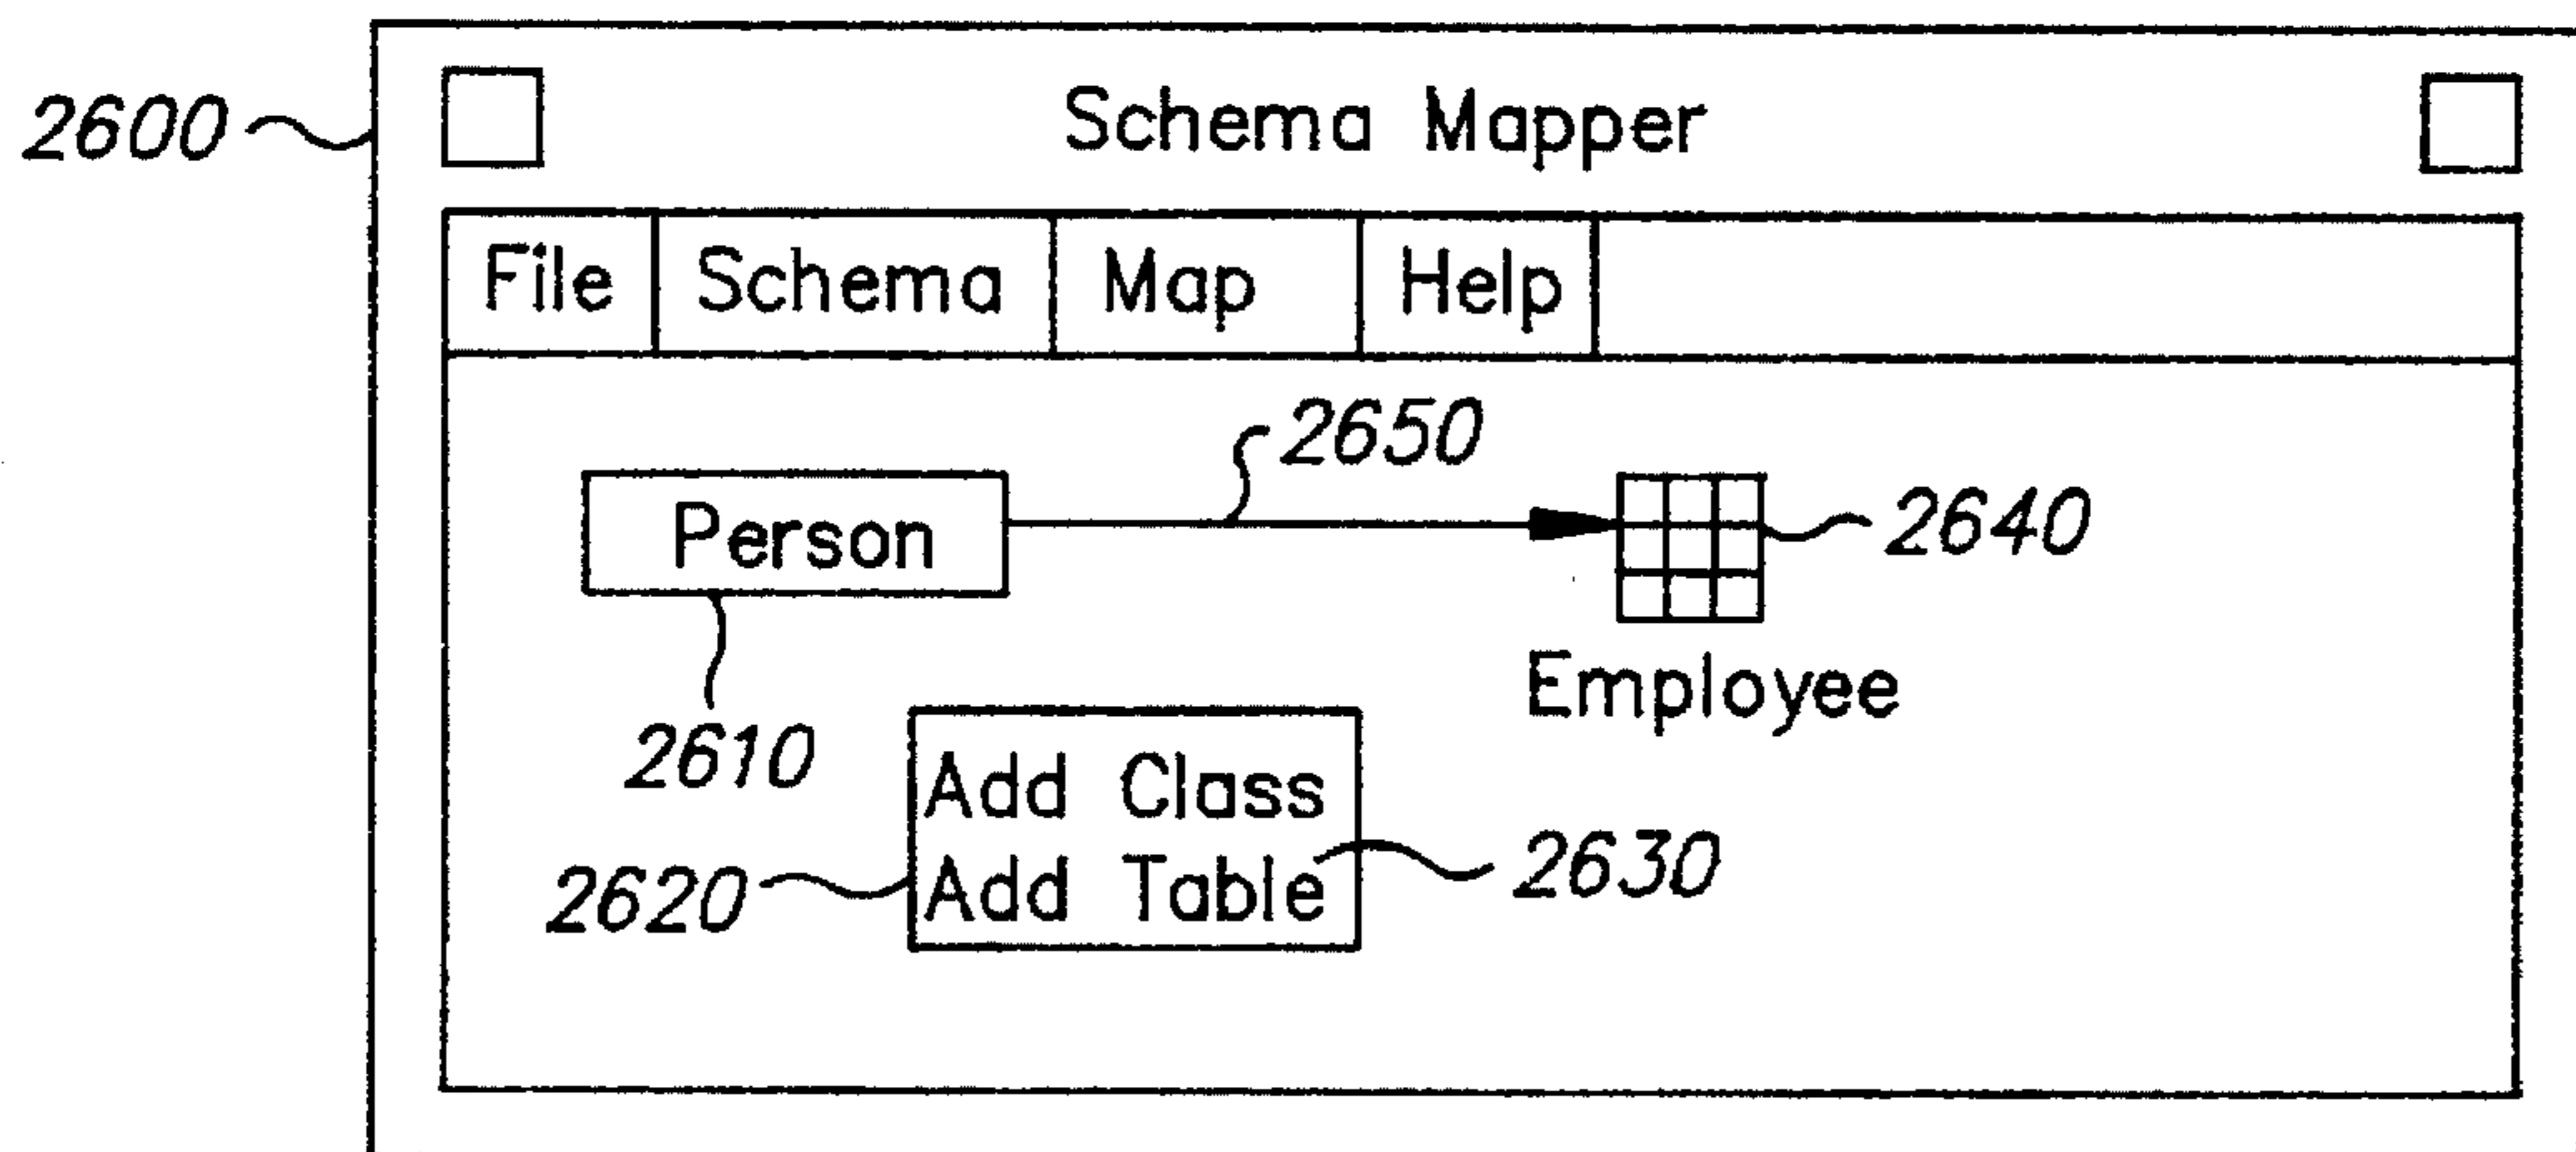 2600
Schema Mapper
File Schema Map Help
2650
Person
2640
Employee
2610
Add Class
2630
Add Table
2620